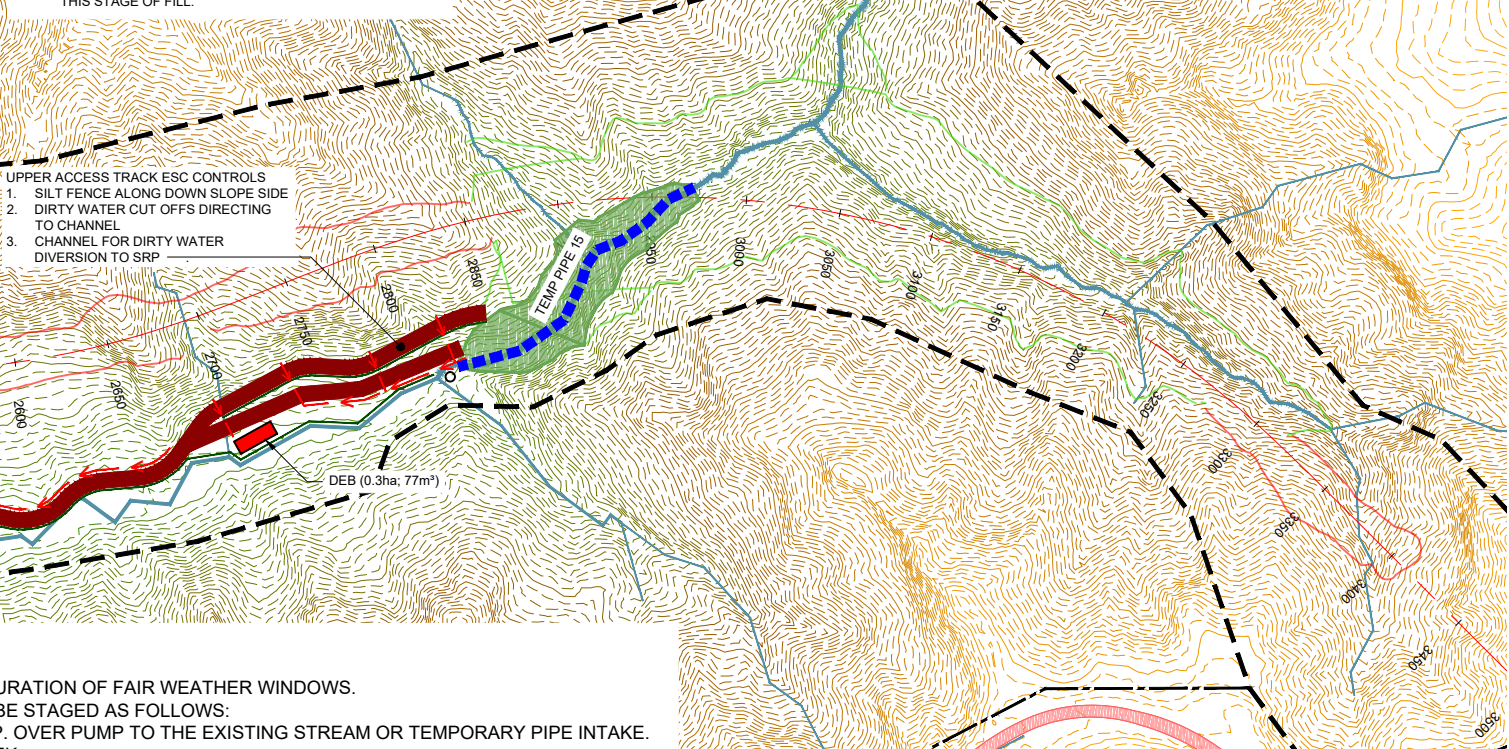 THIS STAGE OF FILL.
UPPER ACCESS TRACK ESC CONTROLS
1. SILT FENCE ALONG DOWN SLOPE SIDE
2. DIRTY WATER CUT OFFS DIRECTING
TO CHANNEL
3. CHANNEL FOR DIRTY WATER
DIVERSION TO SRP
TEMP PIPE 15
2600
2650
2700
2750
2800
2850
3000
3050
3100
3150
3200
3250
3300
3350
3400
3450
3500
DEB (0.3ha; 77m³)
URATION OF FAIR WEATHER WINDOWS.
BE STAGED AS FOLLOWS:
P. OVER PUMP TO THE EXISTING STREAM OR TEMPORARY PIPE INTAKE.